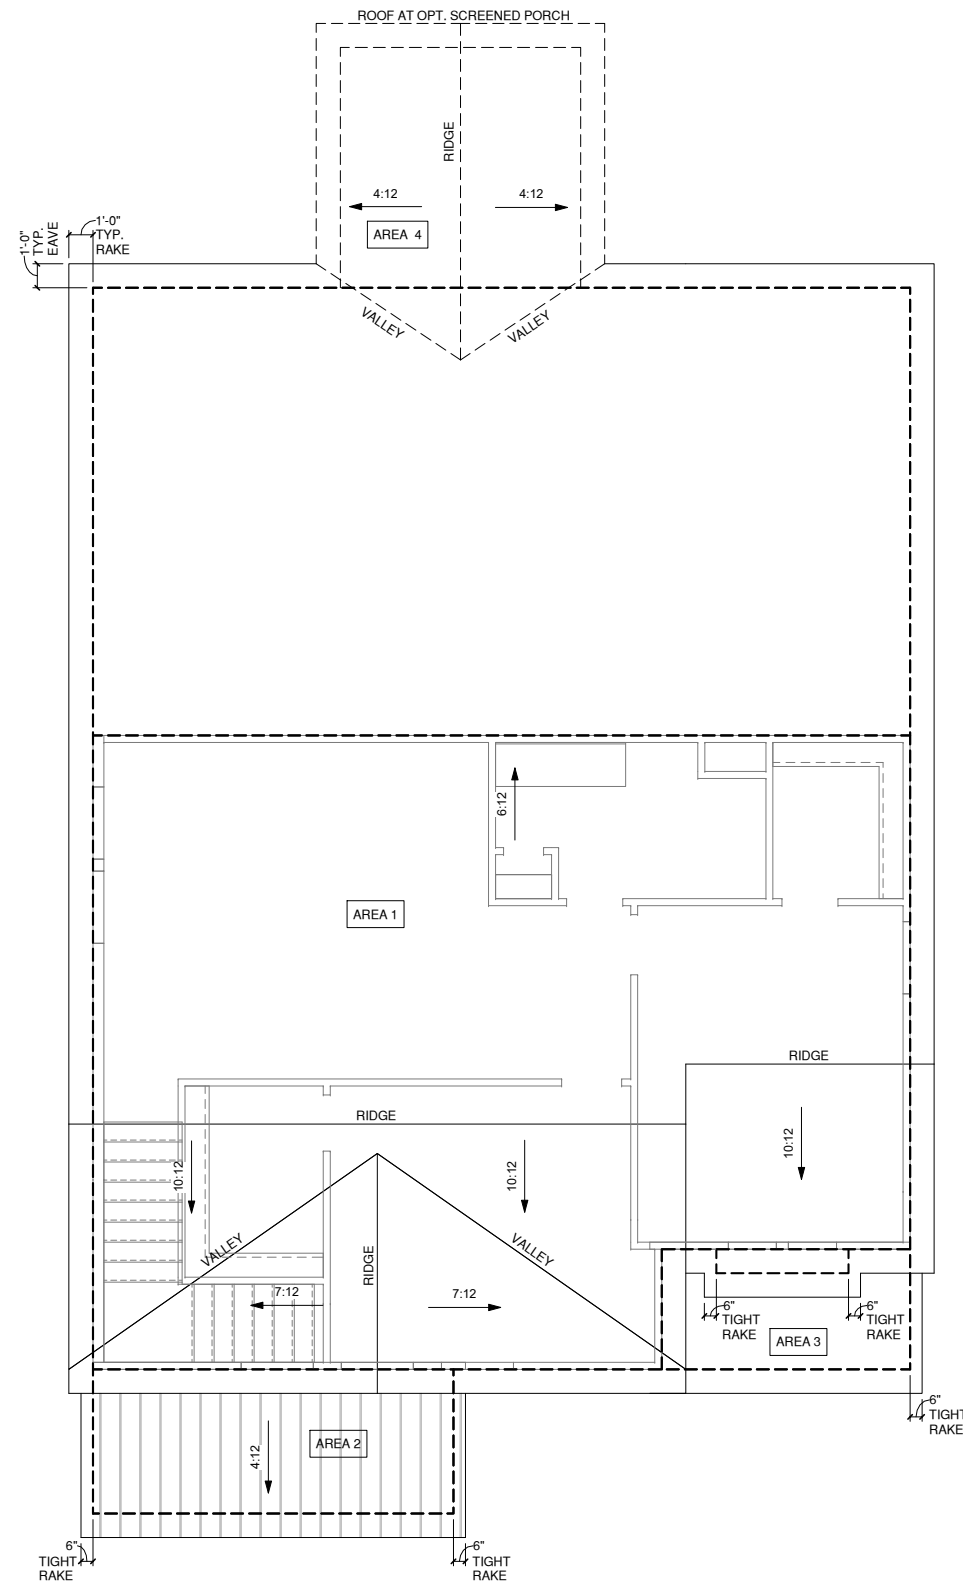 ROOF AT OPT. SCREENED PORCH
RIDGE
4:12
4:12
AREA 4
1'-0"
TYP.
RAKE
1'-0"
TYP.
EAVE
VALLEY
VALLEY
6:12
AREA 1
RIDGE
RIDGE
10:12
10:12
10:12
VALLEY
VALLEY
RIDGE
7:12
7:12
6"
TIGHT
RAKE
6"
TIGHT
RAKE
AREA 3
6"
TIGHT
RAKE
AREA 2
4:12
6"
TIGHT
RAKE
6"
TIGHT
RAKE